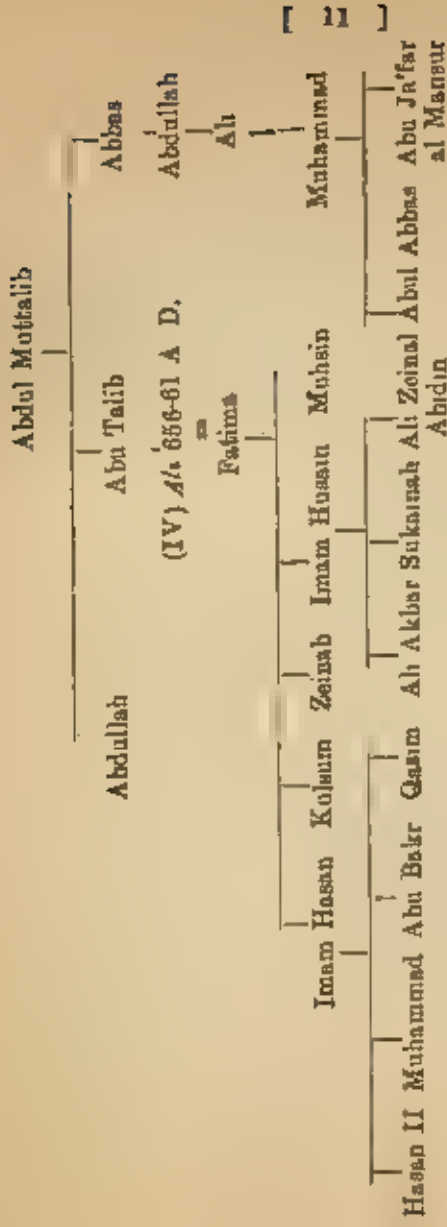 [ 11 ]
Abdul Muttalib
Abdullah Abu Talib Abbas
(IV) Ali 656-61 A D. Abdullah
= Ali
Fatima
Imam Hasan Kolsum Zeinab Imam Husain Muhsin Muhammad
Hasan II Muhammad Abu Bakr Qasim Ali Akbar Sukainah Ali Zeinal Abul Abbas Abu Ja'far
Abidin al Mansur